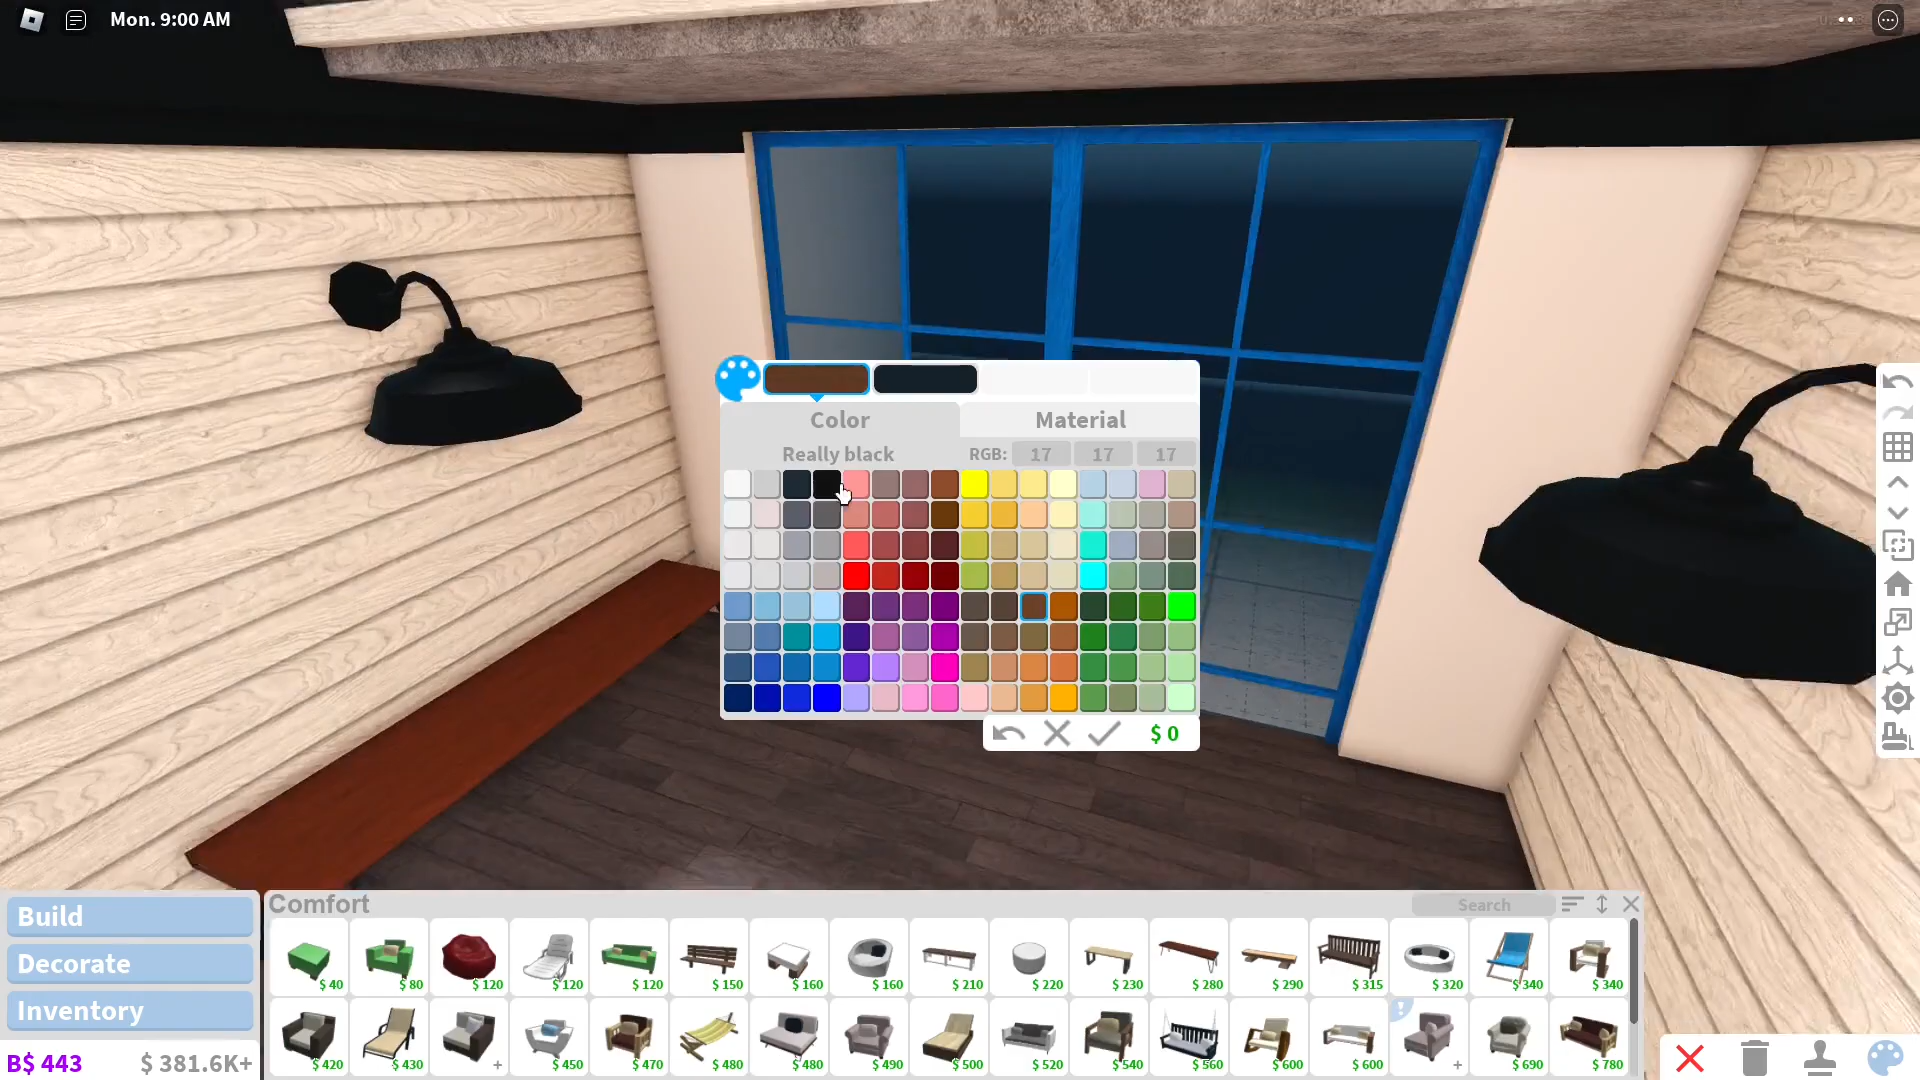 Mon. 9:00 AM
Color
Material
Really black
RGB: 17 17 17
$ 0
Build
Decorate
Inventory
B$ 443
$ 381.6K+
Comfort
Search
$ 40
$ 80
$ 120
$ 120
$ 120
$ 150
$ 160
$ 160
$ 210
$ 220
$ 230
$ 280
$ 290
$ 315
$ 320
$ 340
$ 340
$ 420
$ 430
+
$ 450
$ 470
$ 480
$ 480
$ 490
$ 500
$ 520
$ 540
$ 560
$ 600
$ 600
+
$ 690
$ 780